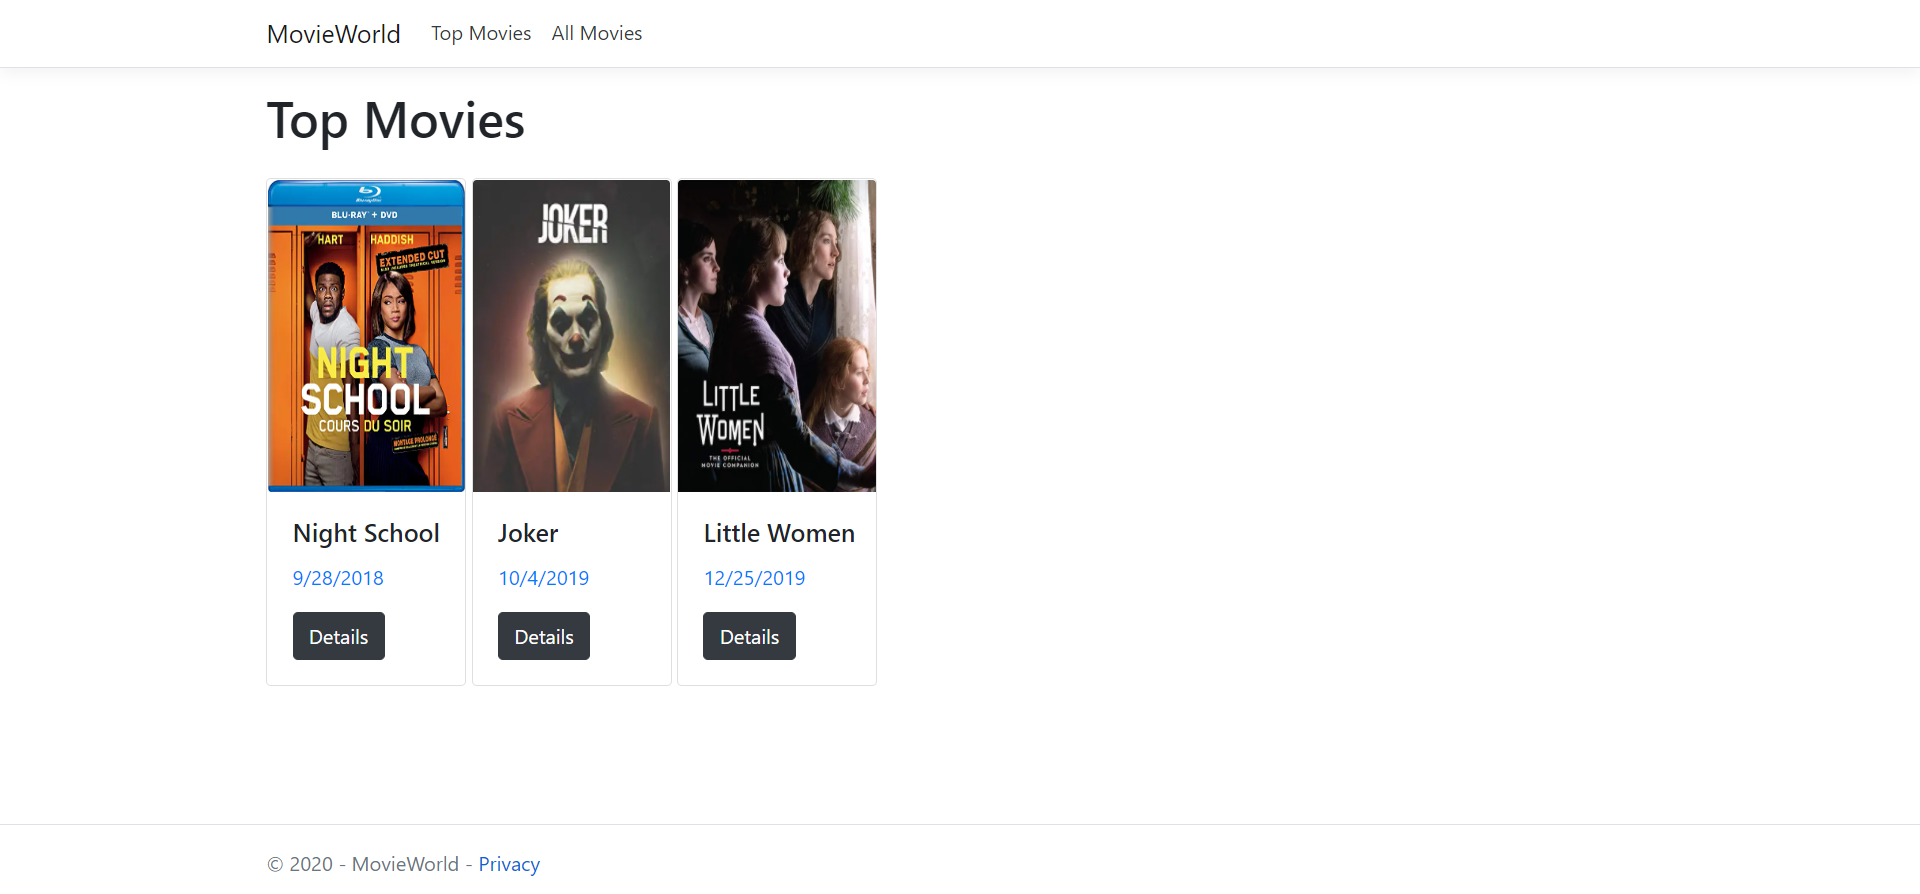 MovieWorld Top Movies All Movies
Top Movies
BLU-RAY + DVD
HART HADDISH
EXTENDED CUT
NIGHT
SCHOOL
COURS DU SOIR
MONTAGE PROLONGÉ
JOKER
LITTLE
WOMEN
THE OFFICIAL
MOVIE COMPANION
Night School Joker Little Women
9/28/2018 10/4/2019 12/25/2019
Details Details Details
© 2020 - MovieWorld - Privacy